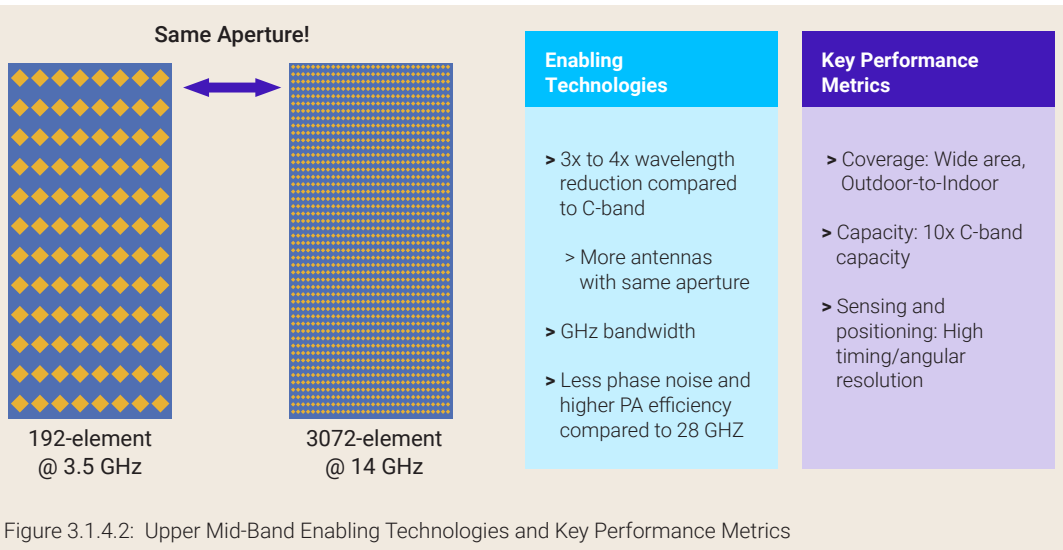 Same Aperture!
192-element
@ 3.5 GHz
3072-element
@ 14 GHz
Enabling
Technologies
> 3x to 4x wavelength
reduction compared
to C-band
> More antennas
with same aperture
> GHz bandwidth
> Less phase noise and
higher PA efficiency
compared to 28 GHZ
Key Performance
Metrics
> Coverage: Wide area,
Outdoor-to-Indoor
> Capacity: 10x C-band
capacity
> Sensing and
positioning: High
timing/angular
resolution
Figure 3.1.4.2: Upper Mid-Band Enabling Technologies and Key Performance Metrics